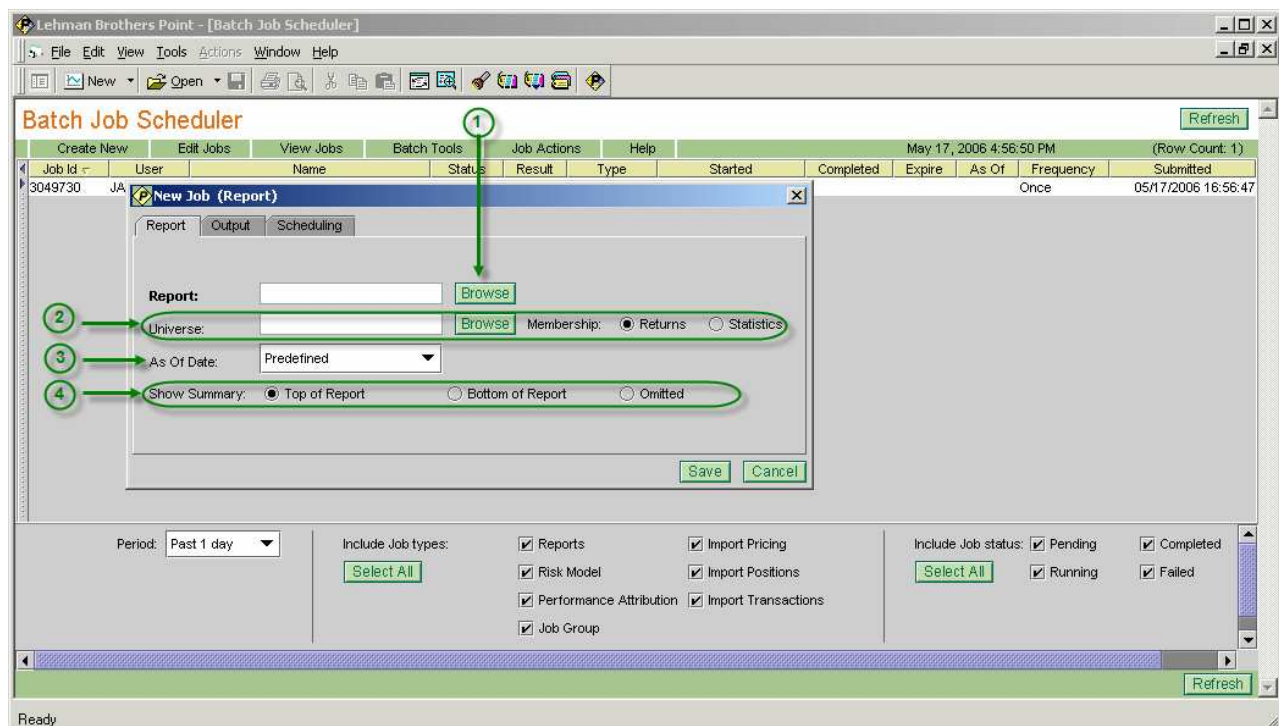 Lehman Brothers Point - [Batch Job Scheduler]
File Edit View Tools Actions Window Help
New Open
Batch Job Scheduler
Refresh
Create New Edit Jobs View Jobs Batch Tools Job Actions Help May 17, 2006 4:56:50 PM (Row Count: 1)
Job Id User Name Status Result Type Started Completed Expire As Of Frequency Submitted
3049730 JA Once 05/17/2006 16:56:47
New Job (Report)
Report Output Scheduling
1
Report: Browse
2 Universe: Browse Membership: Returns Statistics
3 As Of Date: Predefined
4 Show Summary: Top of Report Bottom of Report Omitted
Save Cancel
Period: Past 1 day Include Job types: Reports Import Pricing Include Job status: Pending Completed
Select All Risk Model Import Positions Select All Running Failed
Performance Attribution Import Transactions
Job Group
Refresh
Ready